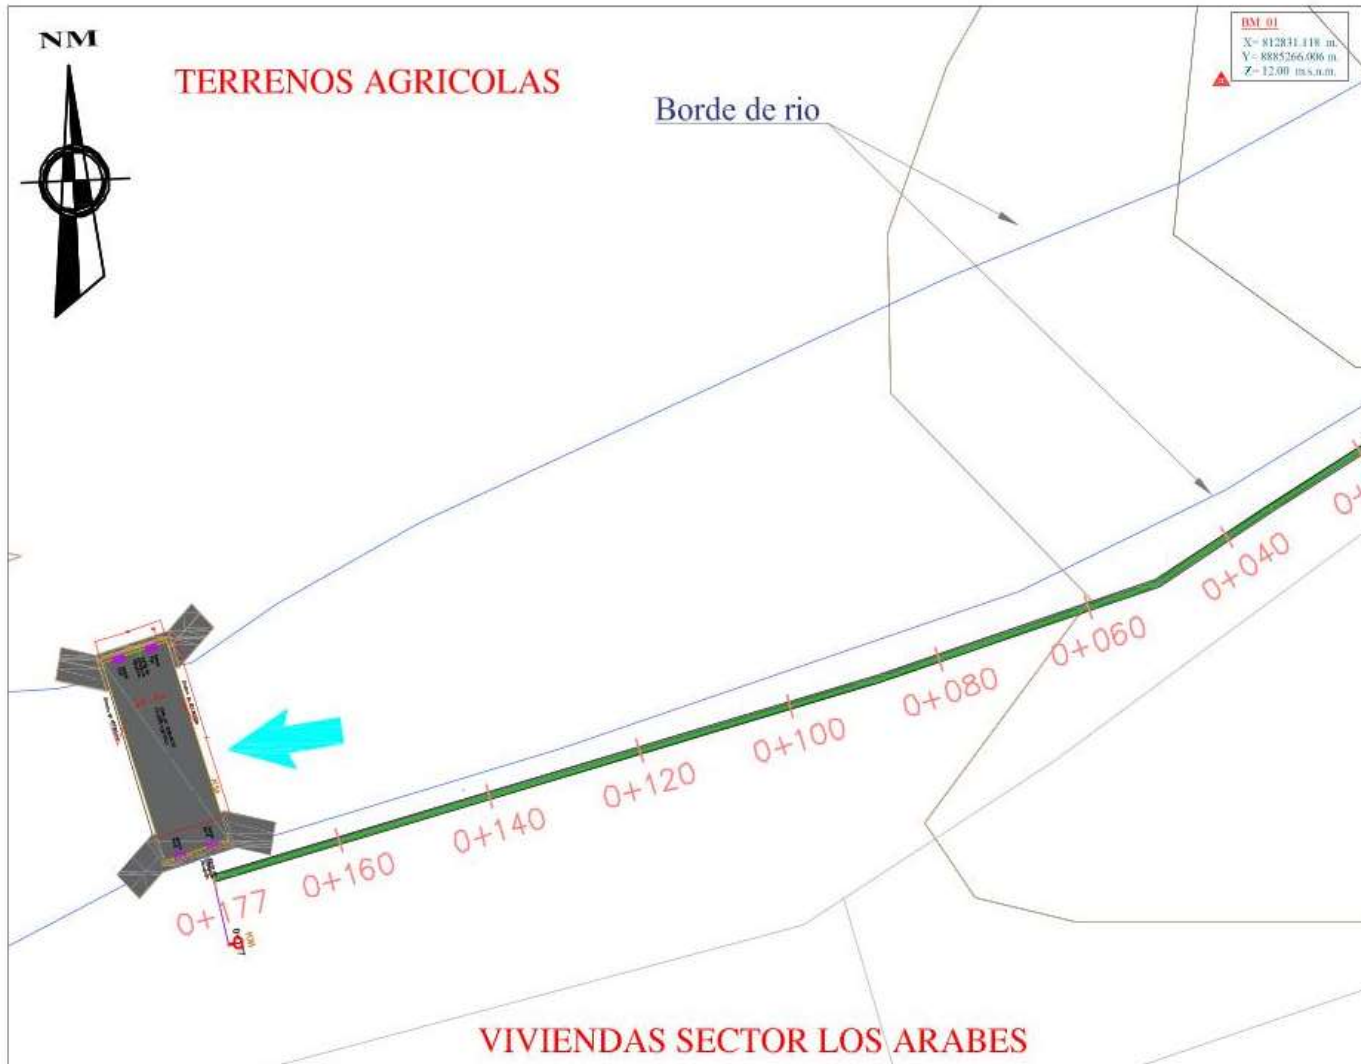 NM
TERRENOS AGRICOLAS
Borde de rio
BM 01
X= 812831.118 m.
Y= 8885266.006 m.
Z= 12.00 m.s.n.m.
0+
0+040
0+060
0+080
0+100
0+120
0+140
0+160
0+177
VIVIENDAS SECTOR LOS ARABES